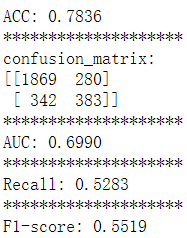 ACC: 0.7836
*********************
confusion_matrix:
[[1869  280]
 [ 342  383]]
*********************
AUC: 0.6990
*********************
Recall: 0.5283
*********************
F1-score: 0.5519